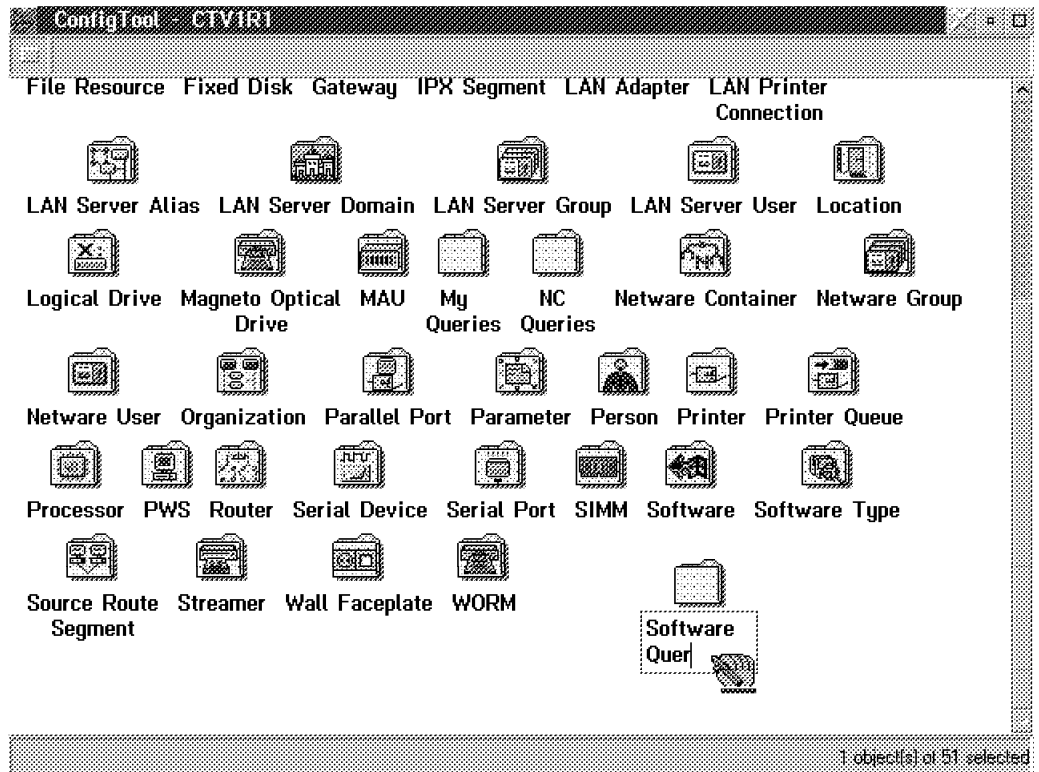 ConfigTool - CTV1R1
File Resource Fixed Disk Gateway IPX Segment LAN Adapter LAN Printer
Connection
LAN Server Alias LAN Server Domain LAN Server Group LAN Server User Location
Logical Drive Magneto Optical MAU My NC Netware Container Netware Group
Drive Queries Queries
Netware User Organization Parallel Port Parameter Person Printer Printer Queue
Processor PWS Router Serial Device Serial Port SIMM Software Software Type
Source Route Streamer Wall Faceplate WORM
Segment
Software
Quer
1 object(s) of 51 selected